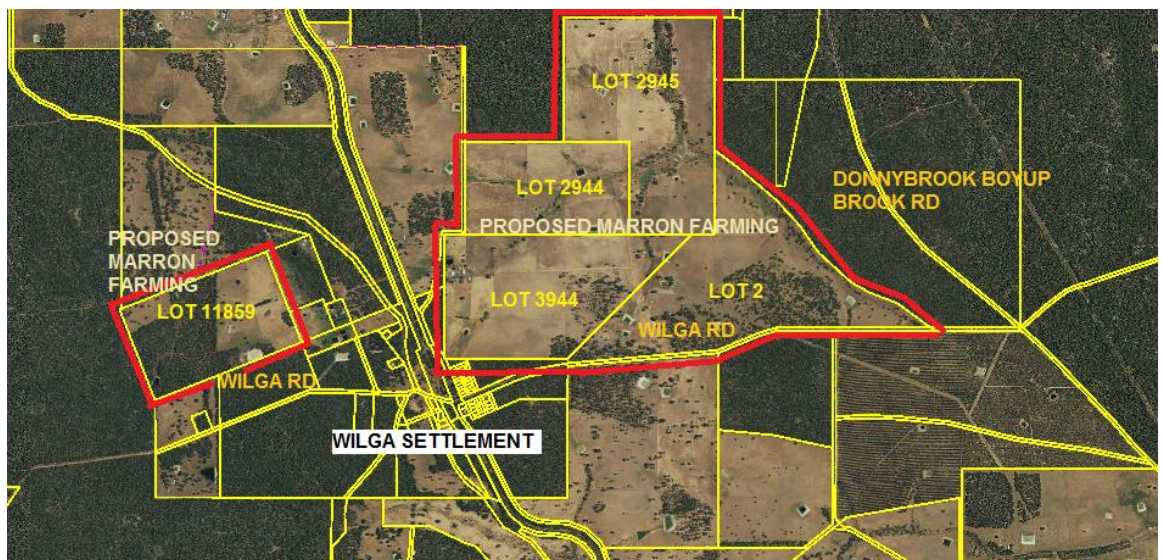 LOT 2945
LOT 2944
DONNYBROOK BOYUP
BROOK RD
PROPOSED MARRON FARMING
PROPOSED
MARRON
FARMING
LOT 11859
LOT 3944
LOT 2
WILGA RD
WILGA RD
WILGA SETTLEMENT